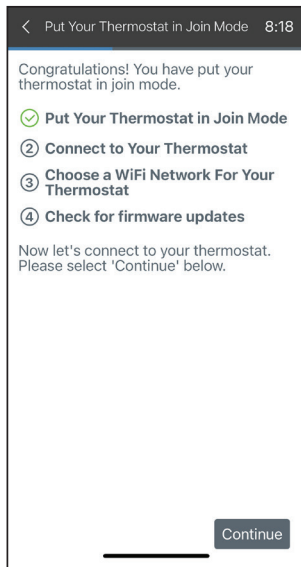 Put Your Thermostat in Join Mode 8:18
Congratulations! You have put your
thermostat in join mode.
Put Your Thermostat in Join Mode
2 Connect to Your Thermostat
3 Choose a WiFi Network For Your
Thermostat
4 Check for firmware updates
Now let's connect to your thermostat.
Please select 'Continue' below.
Continue